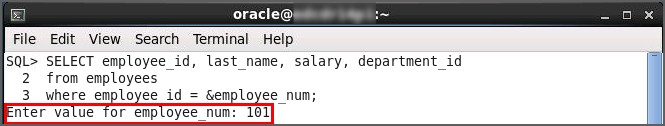 oracle@ :~
File Edit View Search Terminal Help
SQL> SELECT employee_id, last_name, salary, department_id
2 from employees
3 where employee_id = &employee_num;
Enter value for employee_num: 101